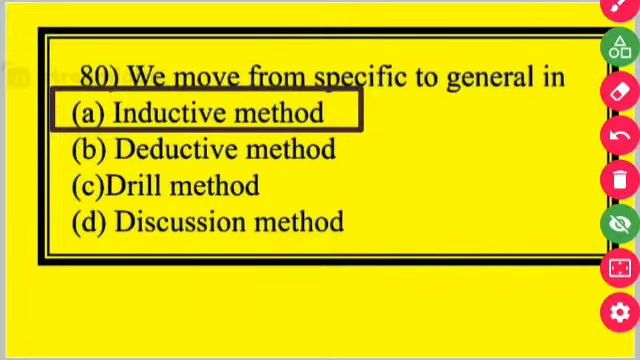 80) We move from specific to general in
(a) Inductive method
(b) Deductive method
(c)Drill method
(d) Discussion method